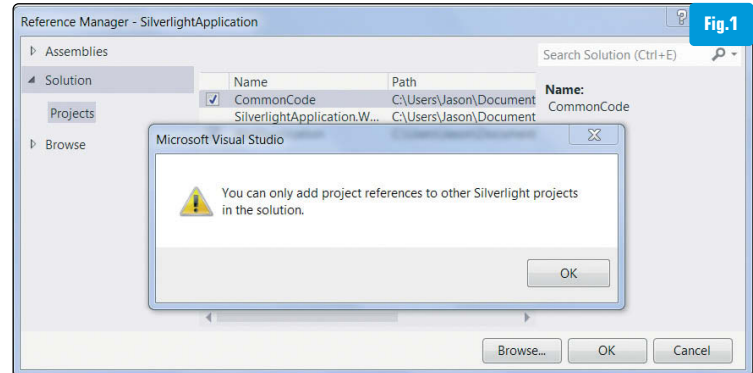 Reference Manager - SilverlightApplication
Fig.1
Assemblies
Search Solution (Ctrl+E)
Solution
Projects
Browse
Name Path
CommonCode C:\Users\Jason\Document
SilverlightApplication.W... C:\Users\Jason\Document
Name:
CommonCode
Microsoft Visual Studio
You can only add project references to other Silverlight projects
in the solution.
OK
Browse... OK Cancel